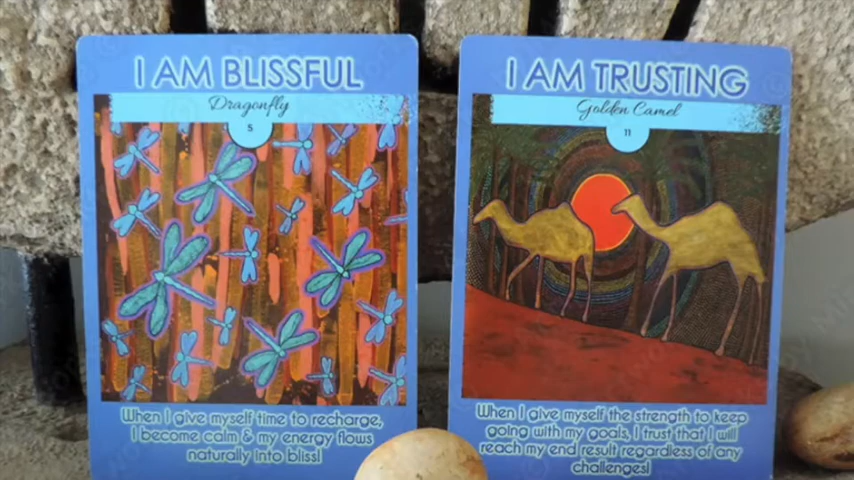 I AM BLISSFUL
Dragonfly
5
When I give myself time to recharge,
I become calm & my energy flows
naturally into bliss!
I AM TRUSTING
Golden Camel
11
When I give myself the strength to keep
going with my goals, I trust that I will
reach my end result regardless of any
challenges!